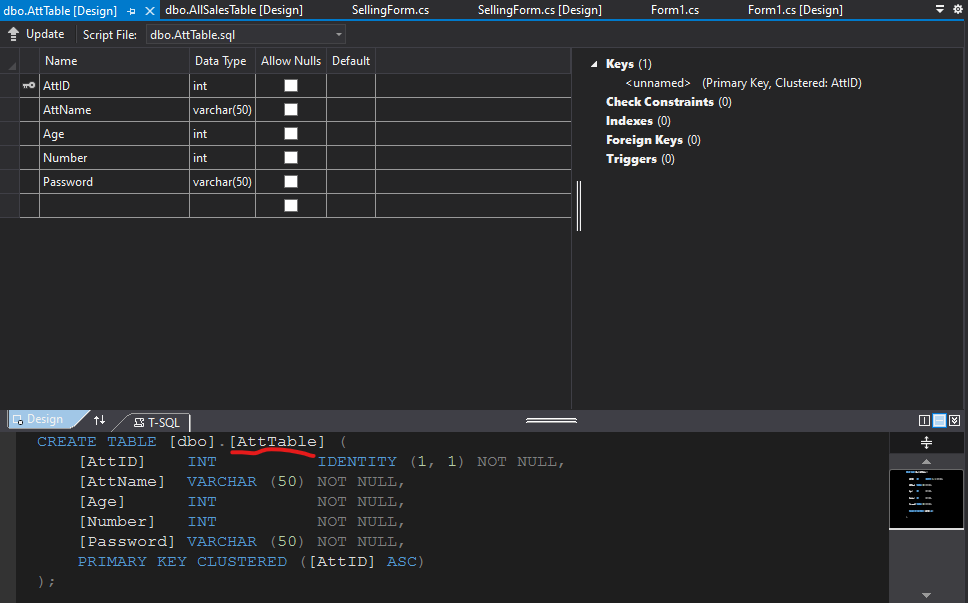 dbo.AttTable [Design] dbo.AllSalesTable [Design] SellingForm.cs SellingForm.cs [Design] Form1.cs Form1.cs [Design]
Update Script File: dbo.AttTable.sql
Name Data Type Allow Nulls Default
AttID int
AttName varchar(50)
Age int
Number int
Password varchar(50)
Keys (1)
<unnamed> (Primary Key, Clustered: AttID)
Check Constraints (0)
Indexes (0)
Foreign Keys (0)
Triggers (0)
Design T-SQL
CREATE TABLE [dbo].[AttTable] (
[AttID] INT IDENTITY (1, 1) NOT NULL,
[AttName] VARCHAR (50) NOT NULL,
[Age] INT NOT NULL,
[Number] INT NOT NULL,
[Password] VARCHAR (50) NOT NULL,
PRIMARY KEY CLUSTERED ([AttID] ASC)
);